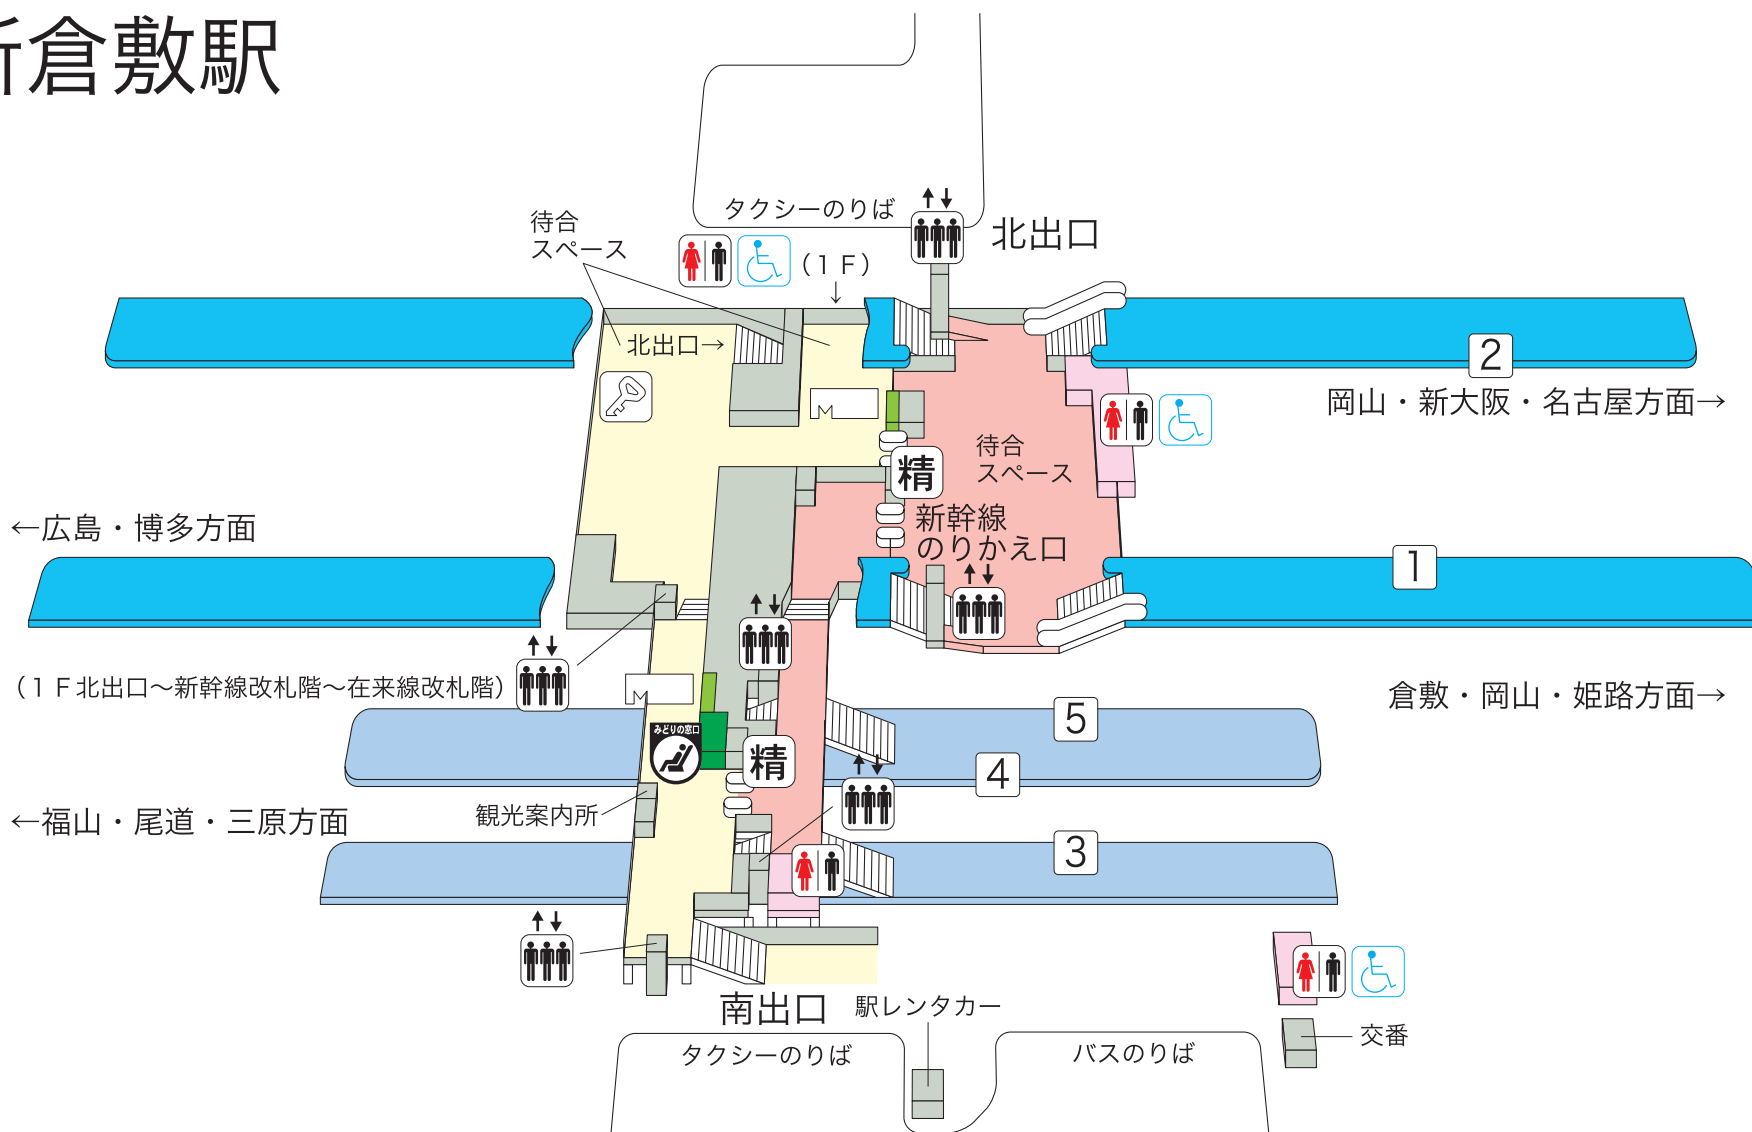 新倉敷駅
タクシーのりば
北出口
待合
スペース
(1F)
北出口→
2
岡山・新大阪・名古屋方面→
待合
スペース
精
新幹線
のりかえ口
←広島・博多方面
1
(1F北出口～新幹線改札階～在来線改札階)
倉敷・岡山・姫路方面→
5
みどりの窓口
精
4
観光案内所
←福山・尾道・三原方面
3
南出口
駅レンタカー
タクシーのりば
バスのりば
交番